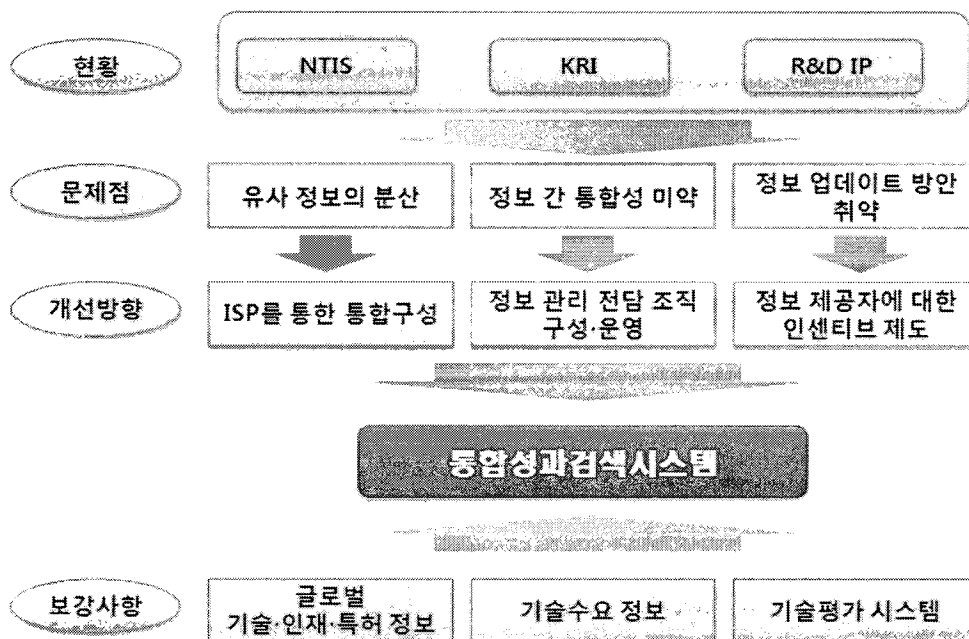 현황
NTIS
KRI
R&D IP
문제점
유사 정보의 분산
정보 간 통합성 미약
정보 업데이트 방안
취약
개선방향
ISP를 통한 통합구성
정보 관리 전담 조직
구성·운영
정보 제공자에 대한
인센티브 제도
통합성과검색시스템
보강사항
글로벌
기술·인재·특허 정보
기술수요 정보
기술평가 시스템